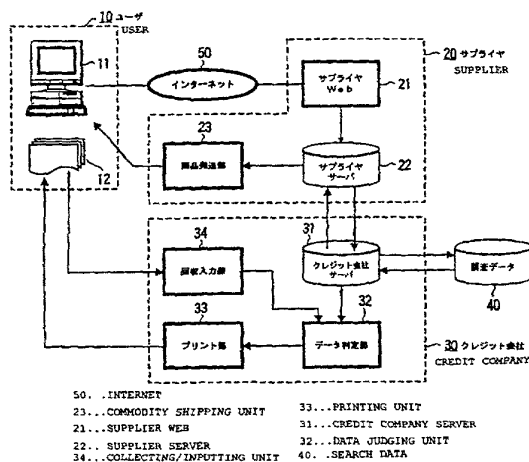 10 ユーザ
USER
11
12
50
インターネット
20 サプライヤ
SUPPLIER
サプライヤ
Web
21
23
商品発送部
サプライヤ
サーバ
22
34
回収入力部
31
クレジット会社
サーバ
調査データ
40
33
プリント部
32
データ判定部
30 クレジット会社
CREDIT COMPANY
50...INTERNET
23...COMMODITY SHIPPING UNIT
21...SUPPLIER WEB
22...SUPPLIER SERVER
34...COLLECTING/INPUTTING UNIT
33...PRINTING UNIT
31...CREDIT COMPANY SERVER
32...DATA JUDGING UNIT
40...SEARCH DATA